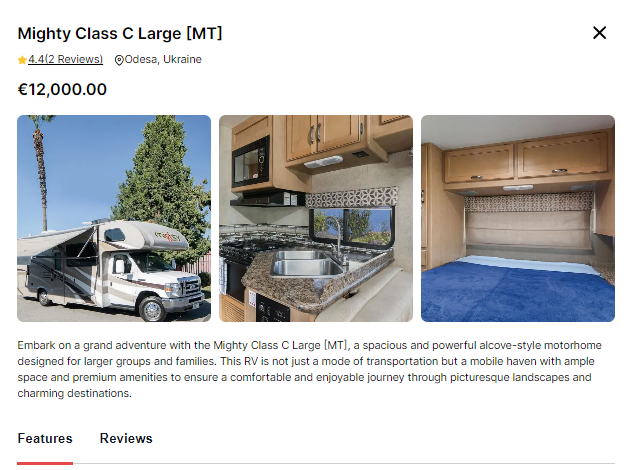 Mighty Class C Large [MT]
4.4(2 Reviews) Odesa, Ukraine
€12,000.00
Embark on a grand adventure with the Mighty Class C Large [MT], a spacious and powerful alcove-style motorhome
designed for larger groups and families. This RV is not just a mode of transportation but a mobile haven with ample
space and premium amenities to ensure a comfortable and enjoyable journey through picturesque landscapes and
charming destinations.
Features Reviews